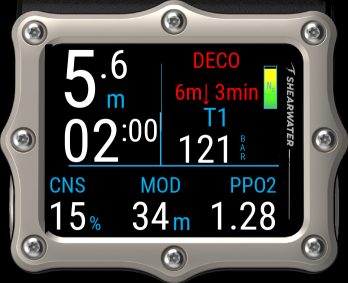 5.6 m DECO
6m↓ 3min
T1
02:00 121 BAR
CNS MOD PPO2
15% 34m 1.28
SHEARWATER